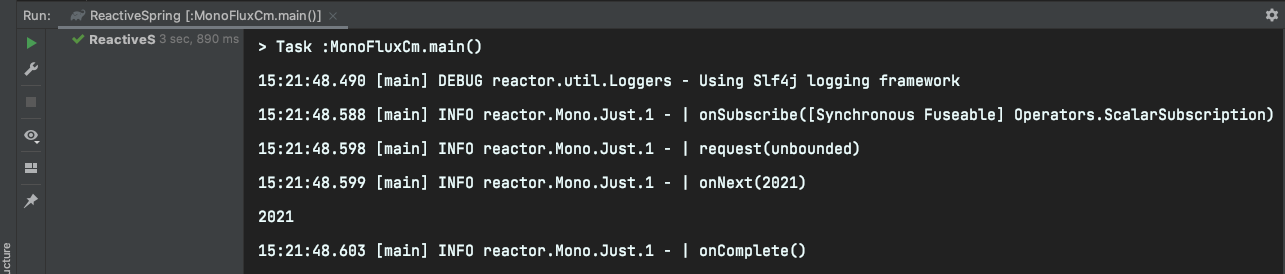 Run: ReactiveSpring [:MonoFluxCm.main()] ×
ReactiveS 3 sec, 890 ms
> Task :MonoFluxCm.main()
15:21:48.490 [main] DEBUG reactor.util.Loggers - Using Slf4j logging framework
15:21:48.588 [main] INFO reactor.Mono.Just.1 - | onSubscribe([Synchronous Fuseable] Operators.ScalarSubscription)
15:21:48.598 [main] INFO reactor.Mono.Just.1 - | request(unbounded)
15:21:48.599 [main] INFO reactor.Mono.Just.1 - | onNext(2021)
2021
15:21:48.603 [main] INFO reactor.Mono.Just.1 - | onComplete()
ucture